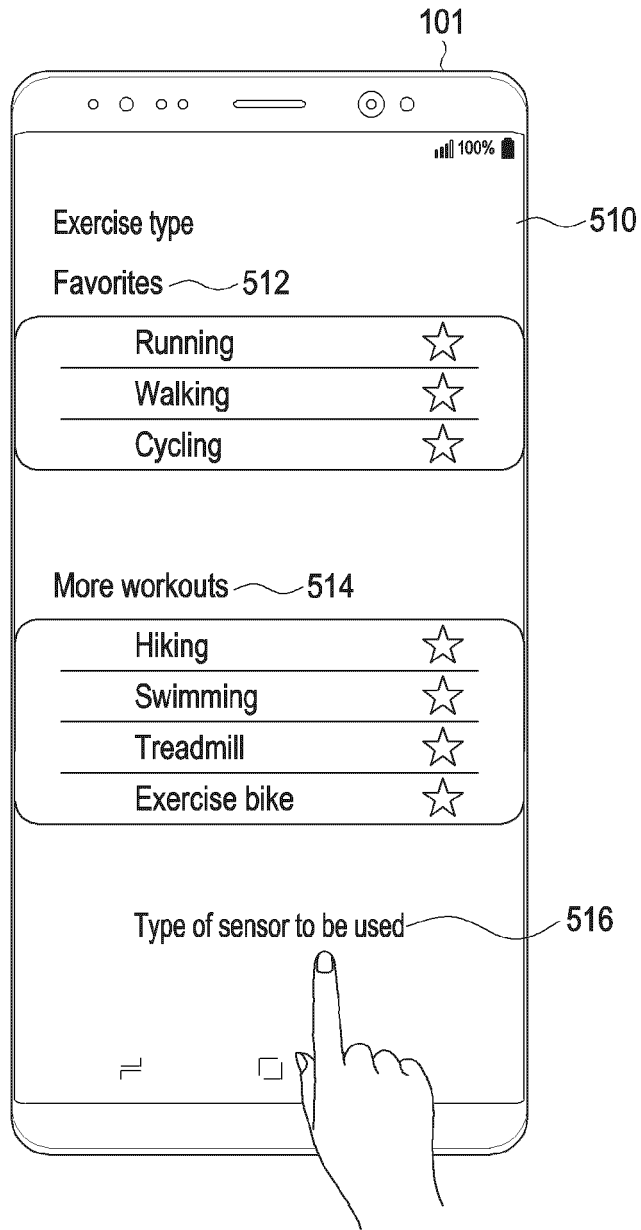 101
100%
Exercise type
510
Favorites 512
Running
Walking
Cycling
More workouts 514
Hiking
Swimming
Treadmill
Exercise bike
Type of sensor to be used 516